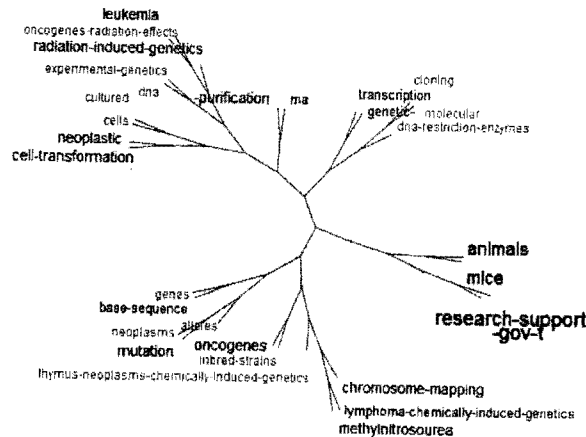 leukemia
oncogenes-radiation-effects
radiation-induced-genetics
experimental-genetics
dna
cultured
-purification
rna
cells
neoplastic
cell-transformation
cloning
transcription
genetic-
molecular
dna-restriction-enzymes
animals
mice
research-support
-gov-t
genes
base-sequence
alleles
neoplasms
mutation
oncogenes
inbred-strains
thymus-neoplasms-chemically-induced-genetics
chromosome-mapping
lymphoma-chemically-induced-genetics
methylnitrosourea